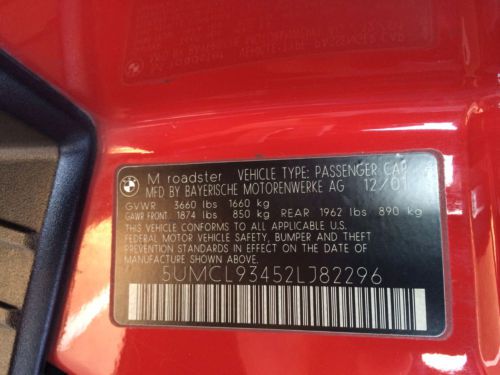 M roadster VEHICLE TYPE: PASSENGER CAR
MFD BY BAYERISCHE MOTORENWERKE AG 12/01
GVWR 3660 lbs 1660 kg
GAWR FRONT: 1874 lbs 850 kg REAR 1962 lbs 890 kg
THIS VEHICLE CONFORMS TO ALL APPLICABLE U.S.
FEDERAL MOTOR VEHICLE SAFETY, BUMPER AND THEFT
PREVENTION STANDARDS IN EFFECT ON THE DATE OF
MANUFACTURE SHOWN ABOVE.
5UMCL93452LJ82296